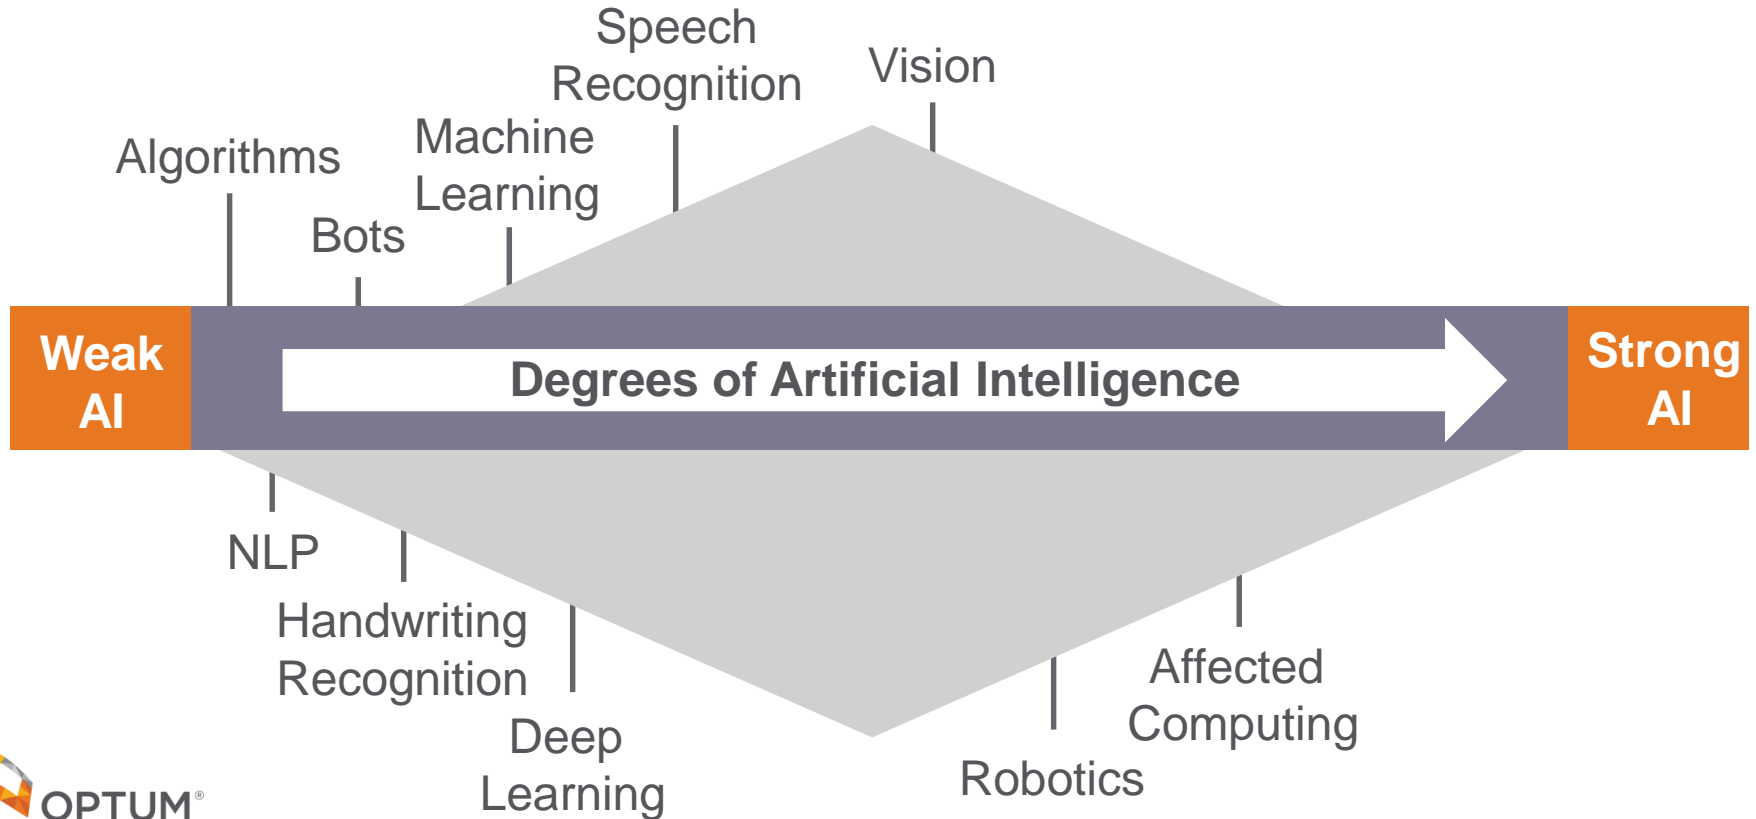 Speech
Recognition
Vision
Machine
Learning
Algorithms
Bots
Weak
AI
Degrees of Artificial Intelligence
Strong
AI
NLP
Handwriting
Recognition
Deep
Learning
Affected
Computing
Robotics
OPTUM®